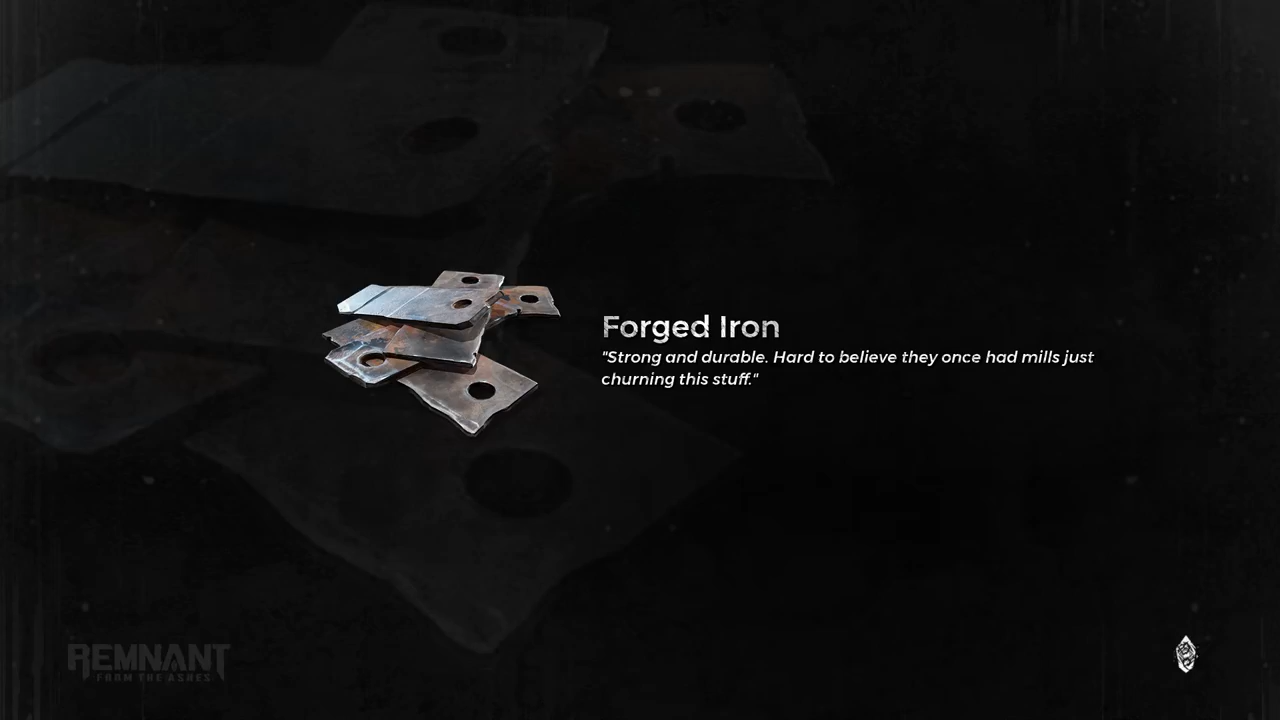 Forged Iron
"Strong and durable. Hard to believe they once had mills just
churning this stuff."
REMNANT
FROM THE ASHES